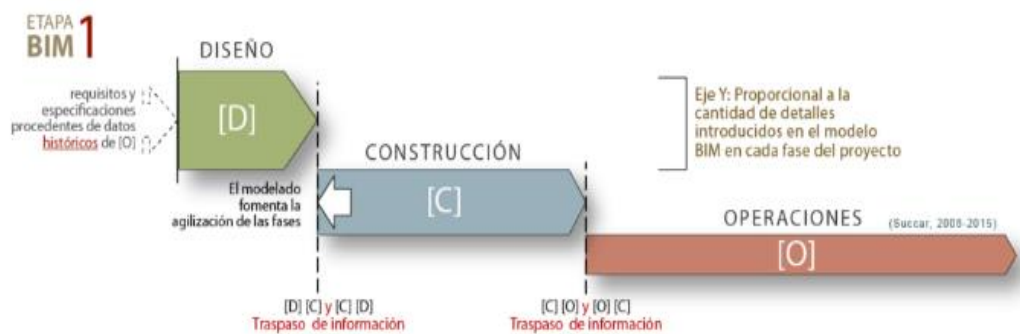 ETAPA
BIM 1
DISEÑO
requisitos y
especificaciones
procedentes de datos
históricos de [O]
[D]
Eje Y: Proporcional a la
cantidad de detalles
introducidos en el modelo
BIM en cada fase del proyecto
CONSTRUCCIÓN
El modelado
fomenta la
agilización de las fases
[C]
OPERACIONES
(Succar, 2008-2015)
[O]
[D] [C] y [C] [D]
Traspaso de información
[C] [O] y [O] [C]
Traspaso de información